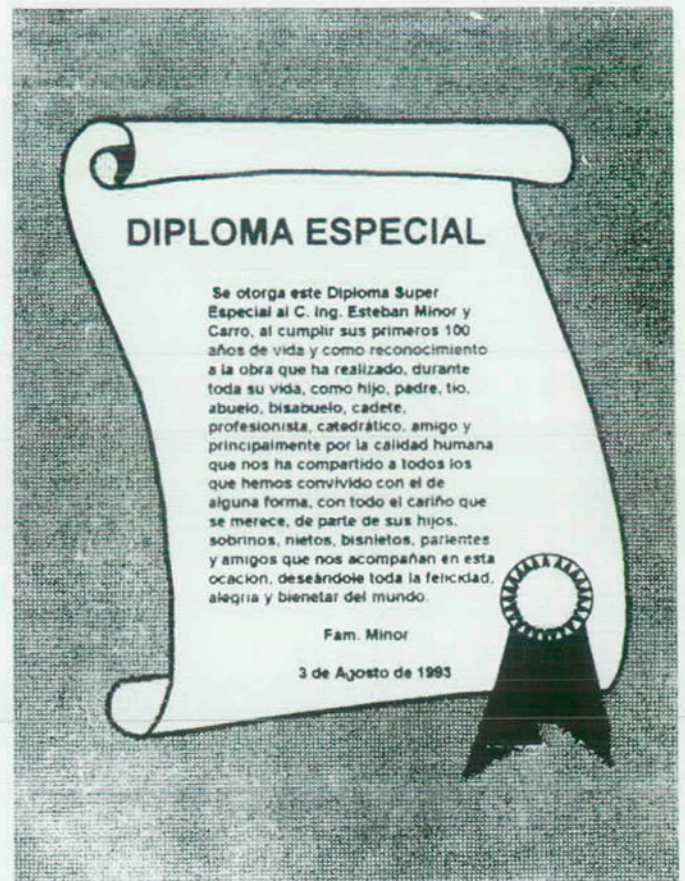 DIPLOMA ESPECIAL
Se otorga este Diploma Super
Especial al C. Ing. Esteban Minor y
Carro, al cumplir sus primeros 100
años de vida y como reconocimiento
a la obra que ha realizado, durante
toda su vida, como hijo, padre, tio,
abuelo, bisabuelo, cadete,
profesionista, catedrático, amigo y
principalmente por la calidad humana
que nos ha compartido a todos los
que hemos convivido con el de
alguna forma, con todo el cariño que
se merece, de parte de sus hijos,
sobrinos, nietos, bisnietos, parientes
y amigos que nos acompañan en esta
ocacion, deseándole toda la felicidad,
alegria y bienetar del mundo.
Fam. Minor
3 de Agosto de 1993